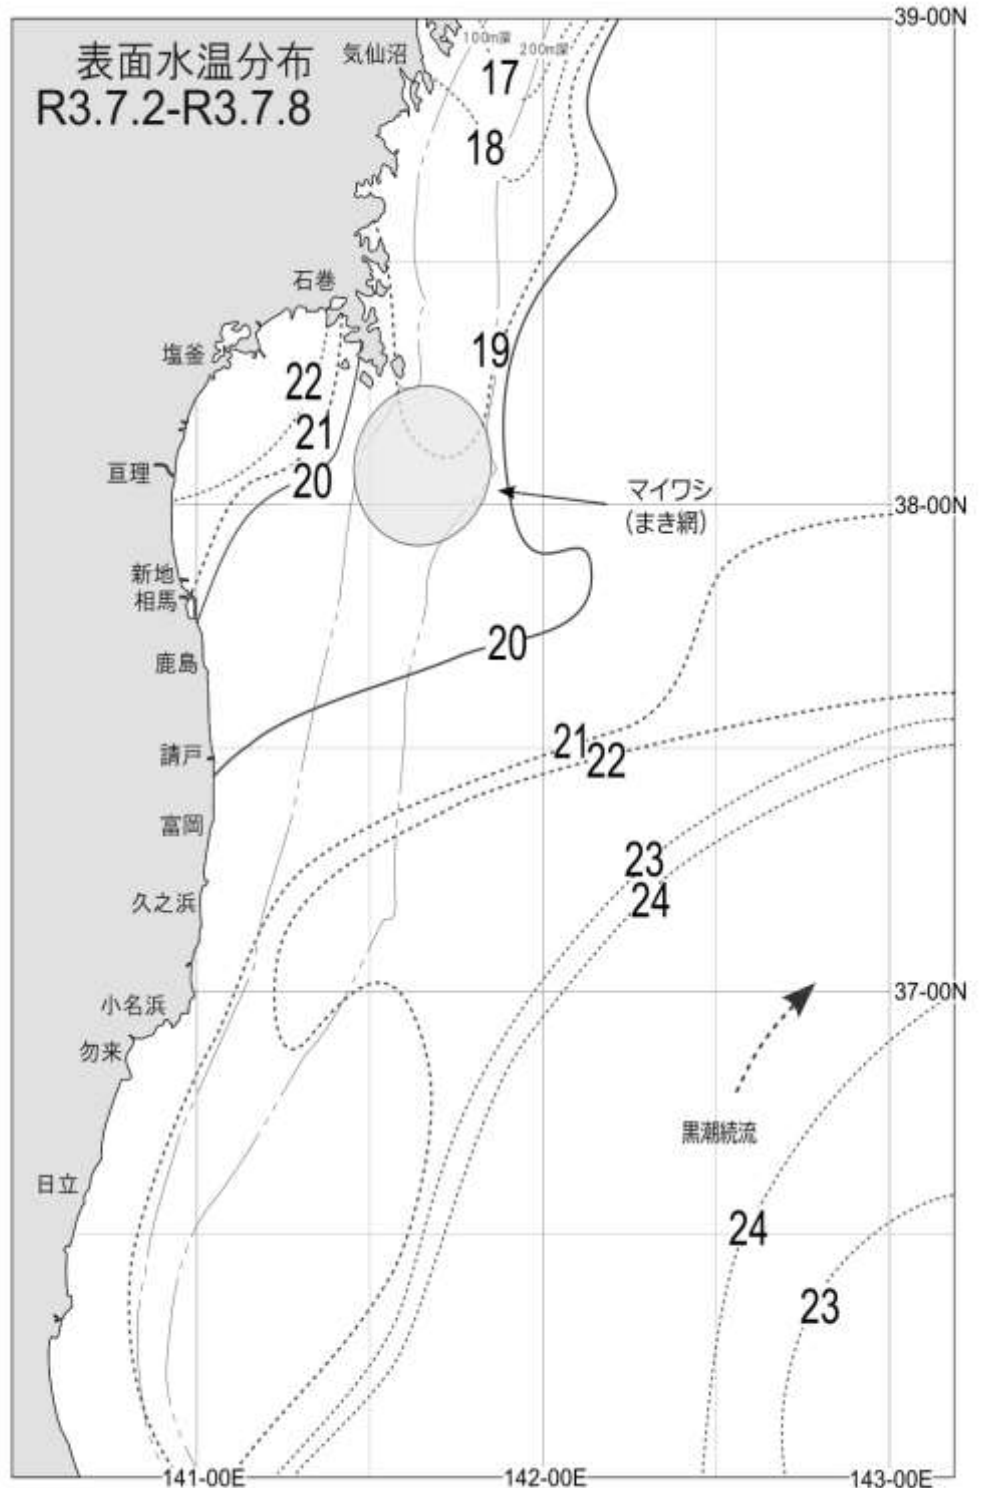 39-00N
表面水温分布
R3.7.2-R3.7.8
気仙沼
100m深
200m深
17
18
石巻
塩釜
19
22
21
20
亘理
マイワシ
(まき網)
38-00N
新地
相馬
鹿島
20
請戸
21
22
富岡
23
24
久之浜
小名浜
37-00N
勿来
黒潮続流
日立
24
23
141-00E
142-00E
143-00E